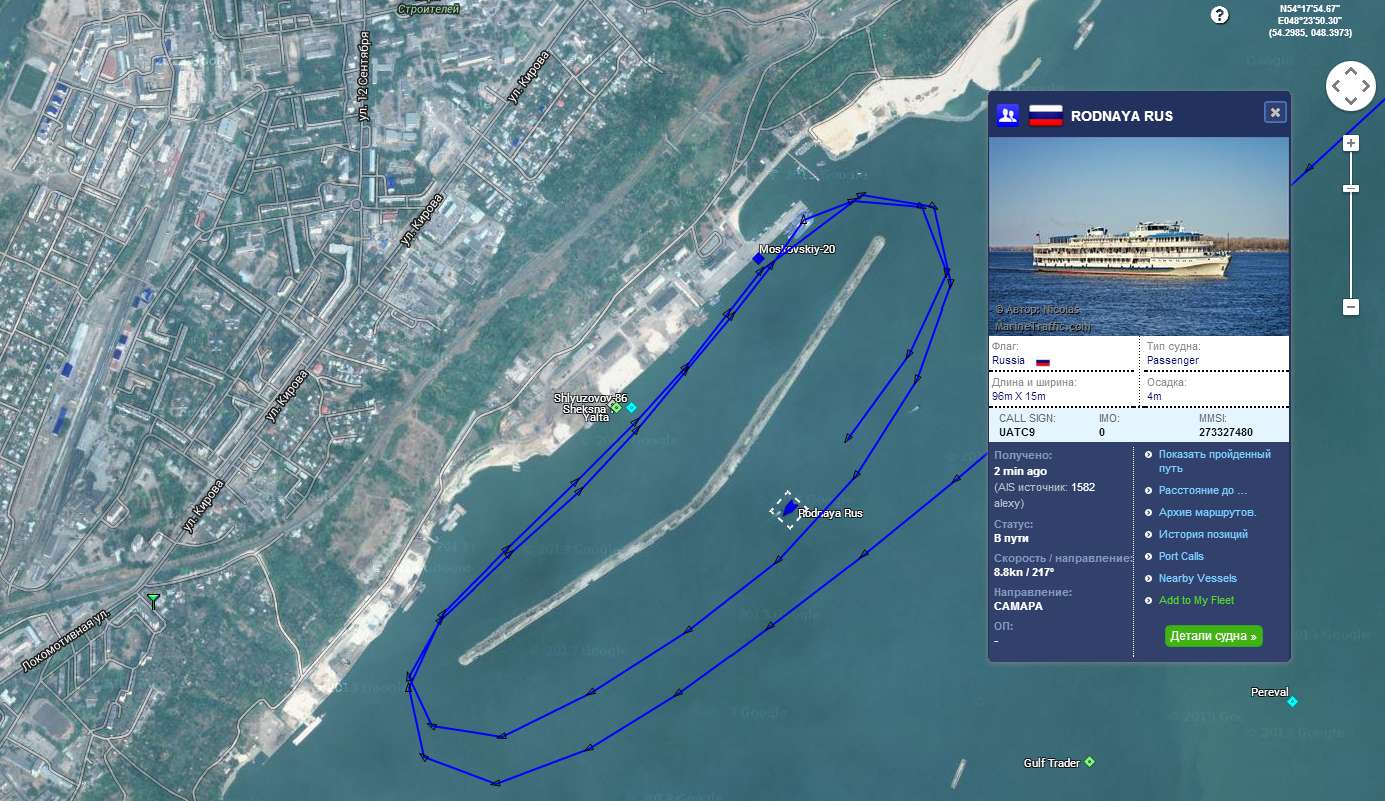 Строителей
N54°17'54.67"
E048°23'50.30"
(54.2985, 048.3973)
?
ул. 12 Сентября
ул. Кирова
ул. Кирова
ул. Кирова
ул. Кирова
Локомотивная ул.
Moskovskiy-20
Shlyuzovov-86
Sheksna
Yalta
Rodnaya Rus
Pereval
Gulf Trader
RODNAYA RUS
© Автор: Nicolas
MarineTraffic.com
Флаг:
Russia
Тип судна:
Passenger
Длина и ширина:
96m X 15m
Осадка:
4m
CALL SIGN: IMO: MMSI:
UATC9 0 273327480
Получено:
2 min ago
(AIS источник: 1582
alexy)
Статус:
В пути
Скорость / направление:
8.8kn / 217°
Направление:
САМАРА
ОП:
-
Показать пройденный
путь
Расстояние до ...
Архив маршрутов.
История позиций
Port Calls
Nearby Vessels
Add to My Fleet
Детали судна »